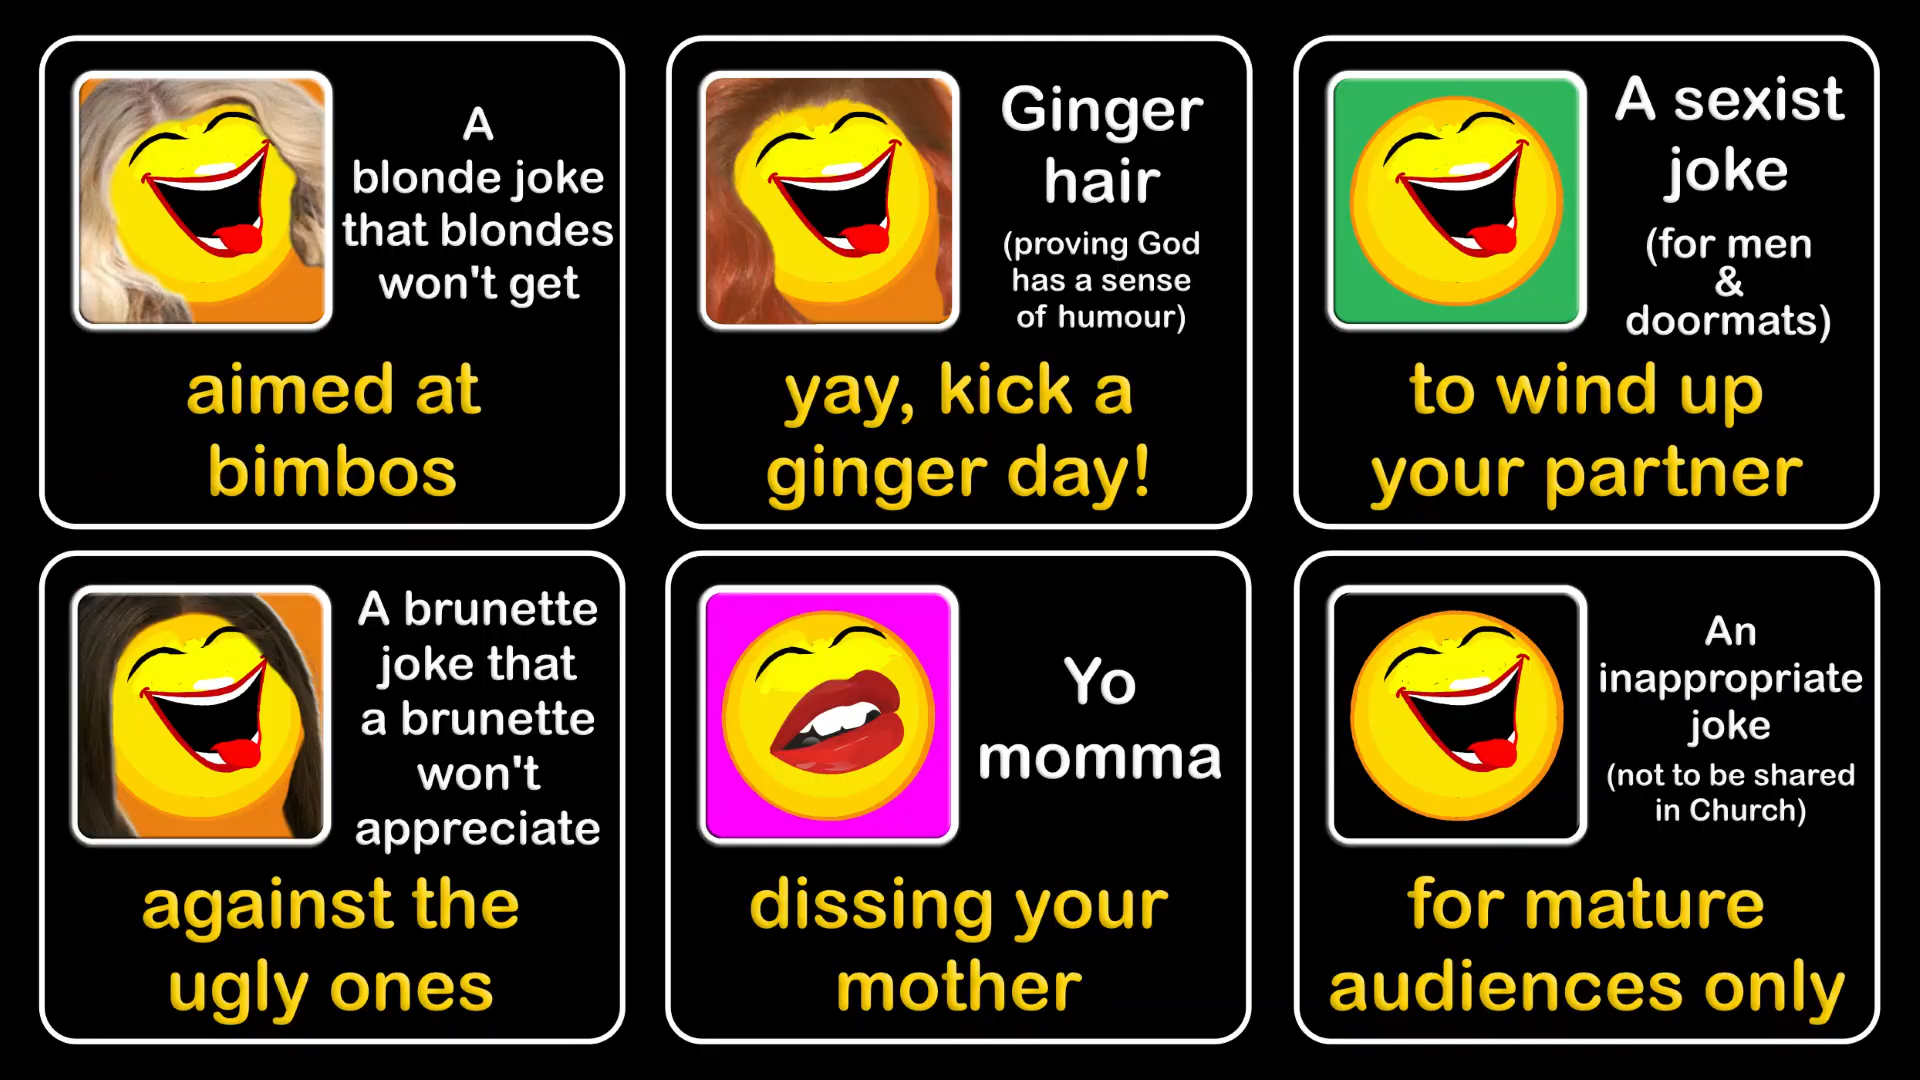 A
blonde joke
that blondes
won't get
aimed at
bimbos
Ginger
hair
(proving God
has a sense
of humour)
yay, kick a
ginger day!
A sexist
joke
(for men
&
doormats)
to wind up
your partner
A brunette
joke that
a brunette
won't
appreciate
against the
ugly ones
Yo
momma
dissing your
mother
An
inappropriate
joke
(not to be shared
in Church)
for mature
audiences only